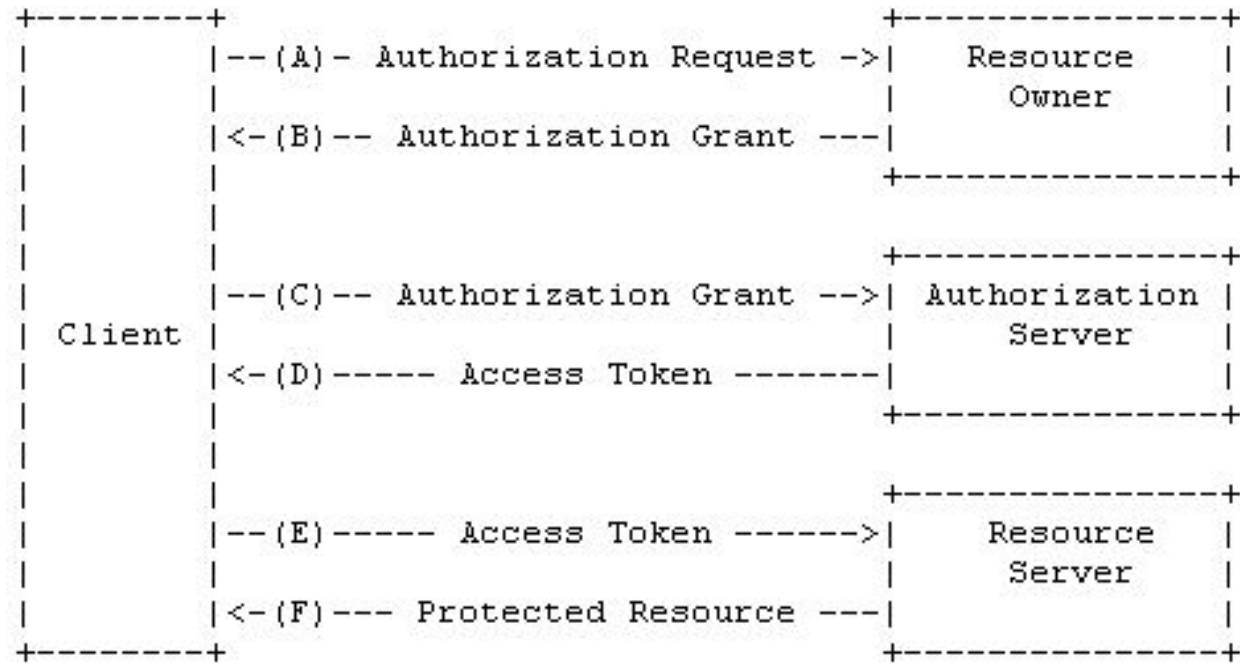 +--------+                               +---------------+
|        |--(A)- Authorization Request ->|   Resource    |
|        |                               |     Owner     |
|        |<-(B)-- Authorization Grant ---|               |
|        |                               +---------------+
|        |
|        |                               +---------------+
|        |--(C)-- Authorization Grant -->| Authorization |
| Client |                               |     Server    |
|        |<-(D)----- Access Token -------|               |
|        |                               +---------------+
|        |
|        |                               +---------------+
|        |--(E)----- Access Token ------>|    Resource   |
|        |                               |     Server    |
|        |<-(F)--- Protected Resource ---|               |
+--------+                               +---------------+